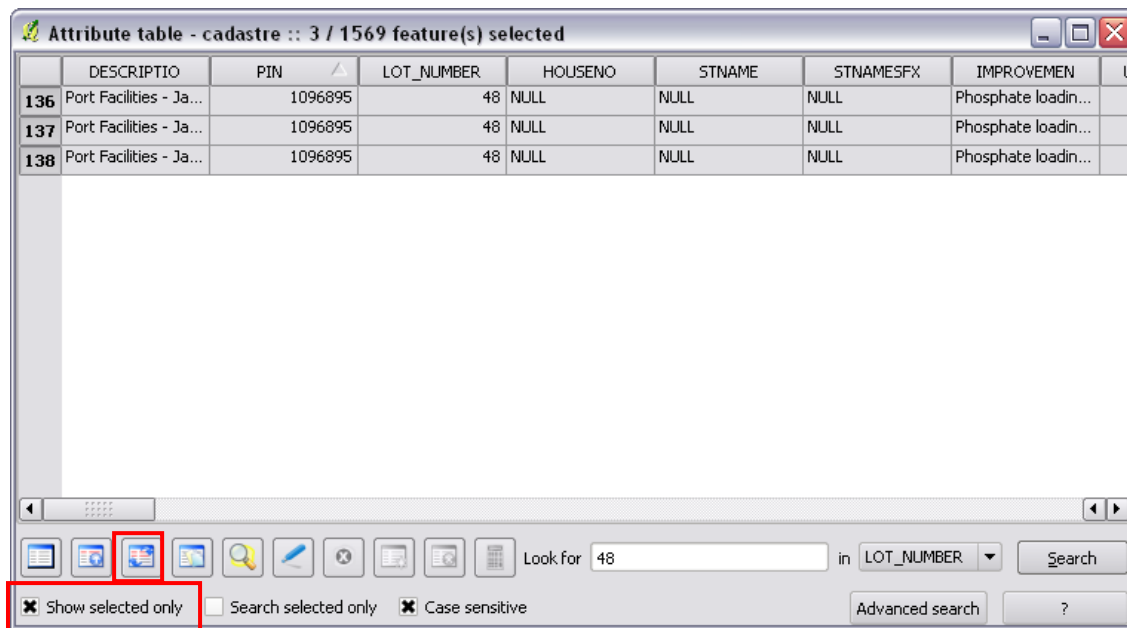 Attribute table - cadastre :: 3 / 1569 feature(s) selected
DESCRIPTIO PIN LOT_NUMBER HOUSENO STNAME STNAMESFX IMPROVEMEN
136 Port Facilities - Ja... 1096895 48 NULL NULL NULL Phosphate loadin...
137 Port Facilities - Ja... 1096895 48 NULL NULL NULL Phosphate loadin...
138 Port Facilities - Ja... 1096895 48 NULL NULL NULL Phosphate loadin...
Look for 48 in LOT_NUMBER Search
Show selected only Search selected only Case sensitive Advanced search ?